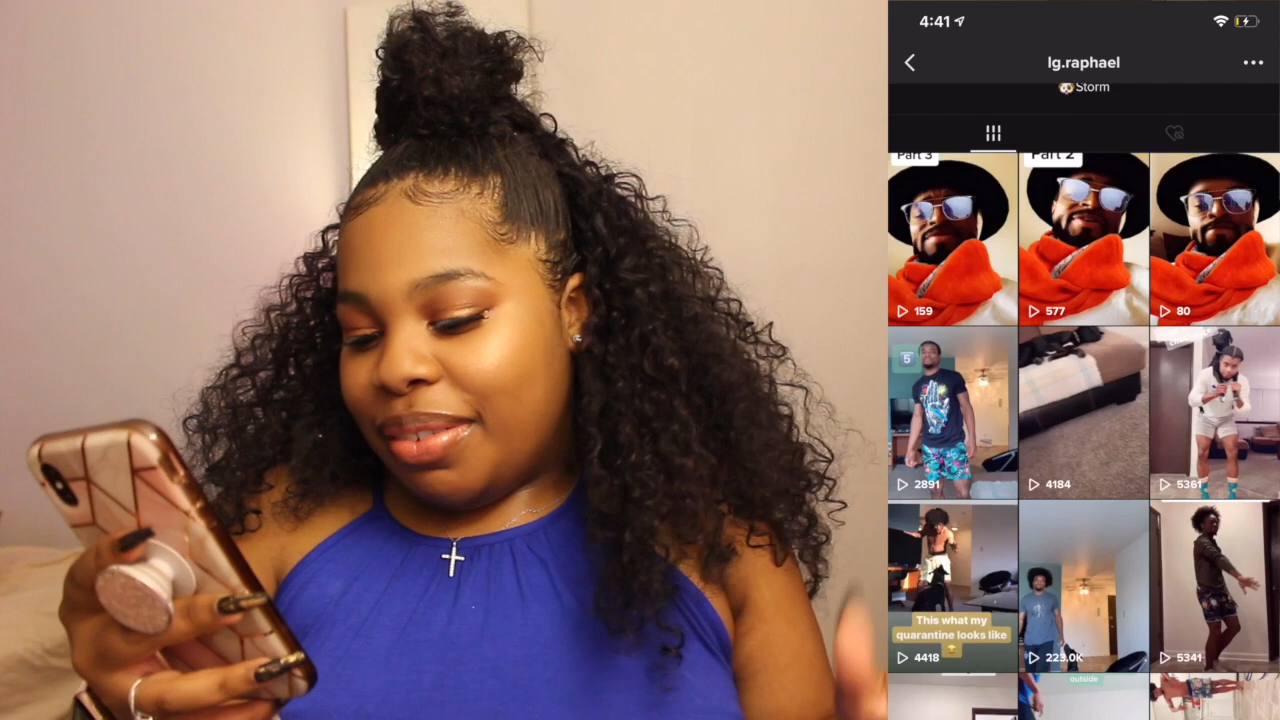 4:41
lg.raphael
🐶Storm
Part 3
Part 2
159
577
80
5
2891
4184
5361
This what my
quarantine looks like
4418
223.0K
5341
outside